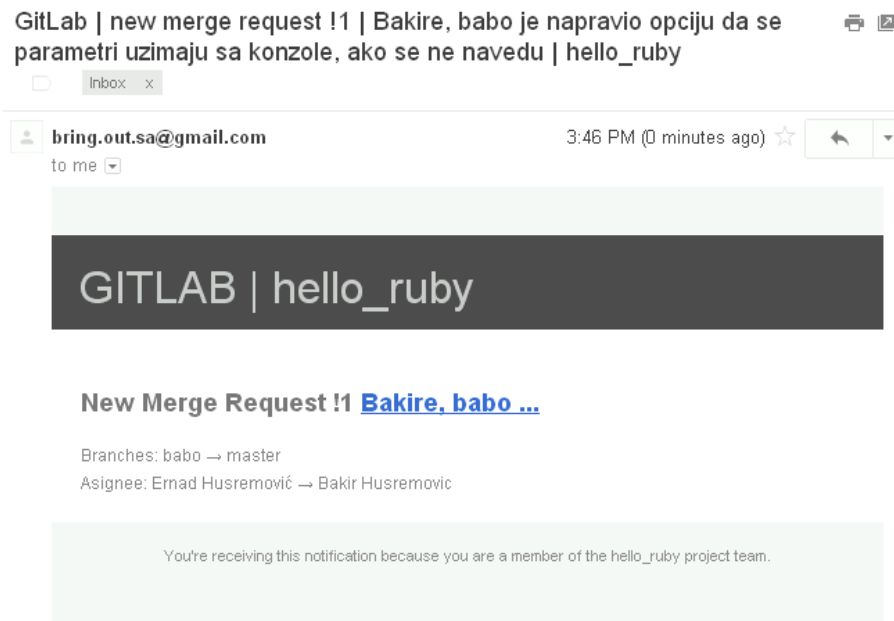 GitLab | new merge request !1 | Bakire, babo je napravio opciju da se
parametri uzimaju sa konzole, ako se ne navedu | hello_ruby
Inbox x
bring.out.sa@gmail.com
3:46 PM (0 minutes ago)
to me
GITLAB | hello_ruby
New Merge Request !1 Bakire, babo ...
Branches: babo → master
Asignee: Ernad Husremović → Bakir Husremovic
You're receiving this notification because you are a member of the hello_ruby project team.